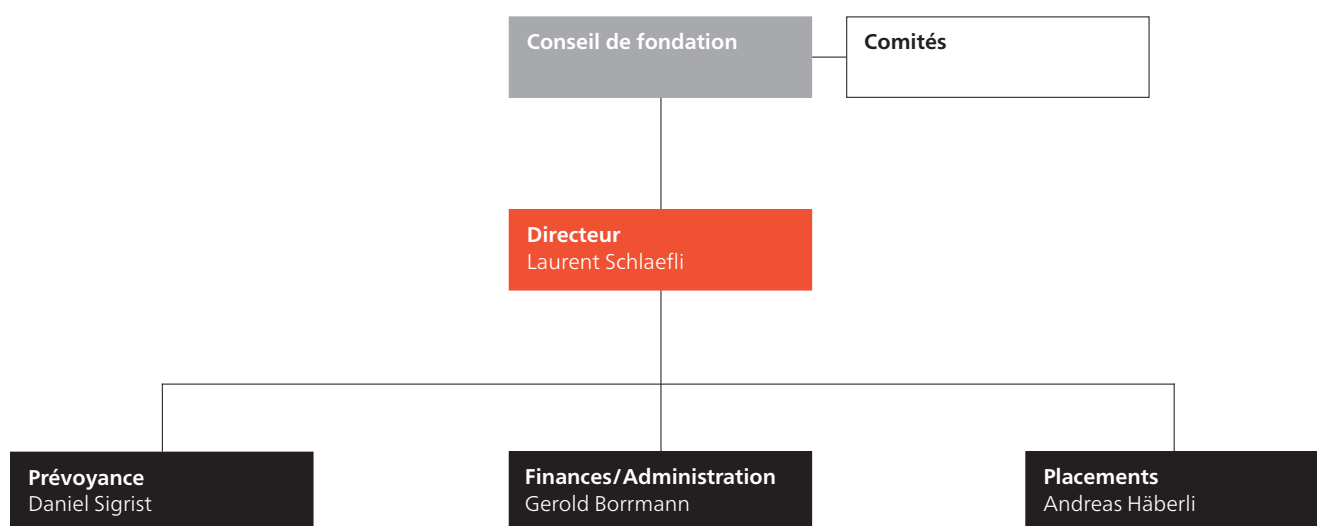 Conseil de fondation
Comités
Directeur
Laurent Schlaefli
Prévoyance
Daniel Sigrist
Finances/Administration
Gerold Borrmann
Placements
Andreas Häberli